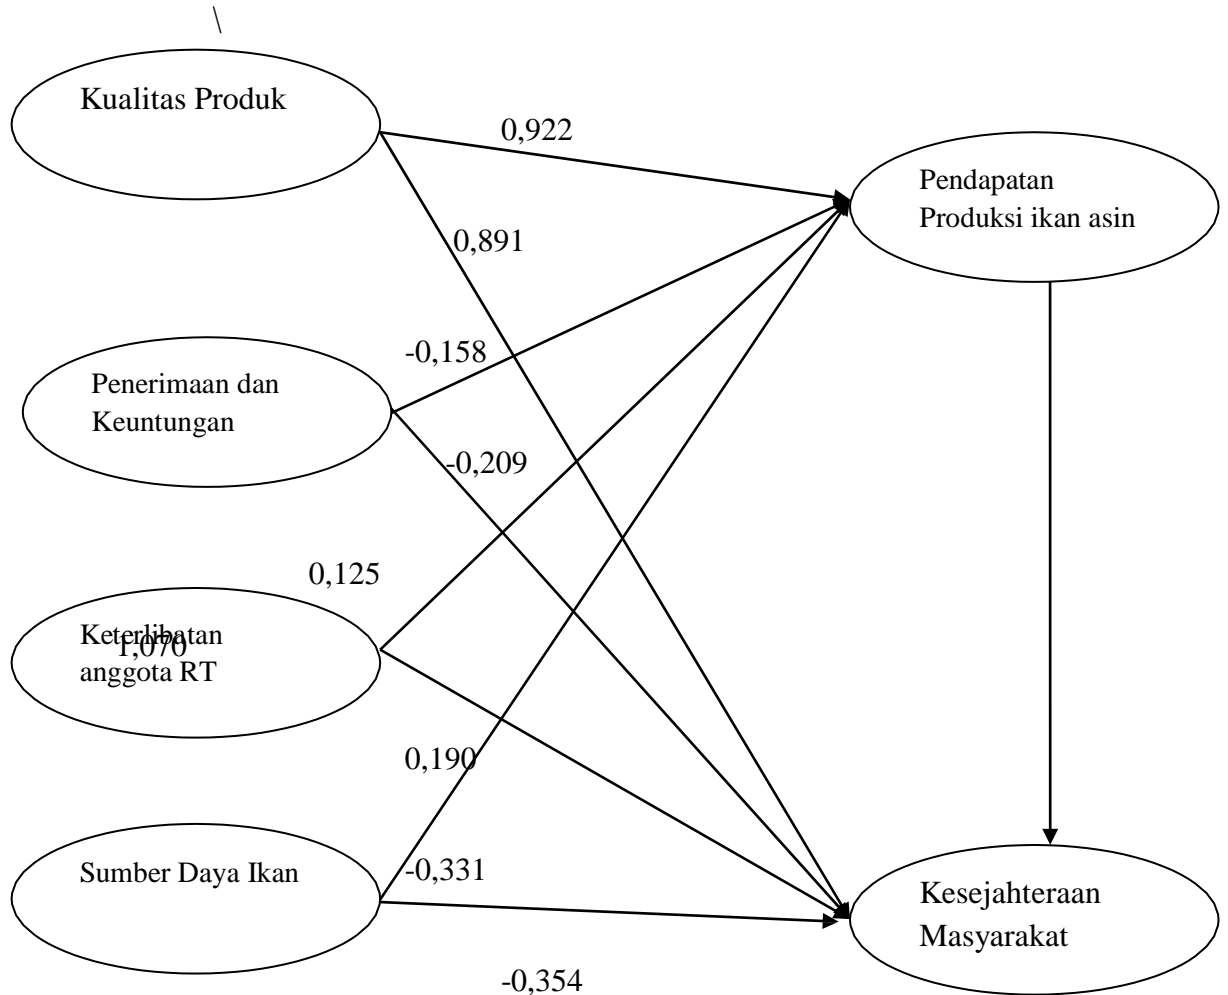 \
Kualitas Produk
0,922
Pendapatan
Produksi ikan asin
0,891
-0,158
Penerimaan dan
Keuntungan
-0,209
0,125
Keterlibatan
1,070
anggota RT
0,190
Sumber Daya Ikan
-0,331
Kesejahteraan
Masyarakat
-0,354